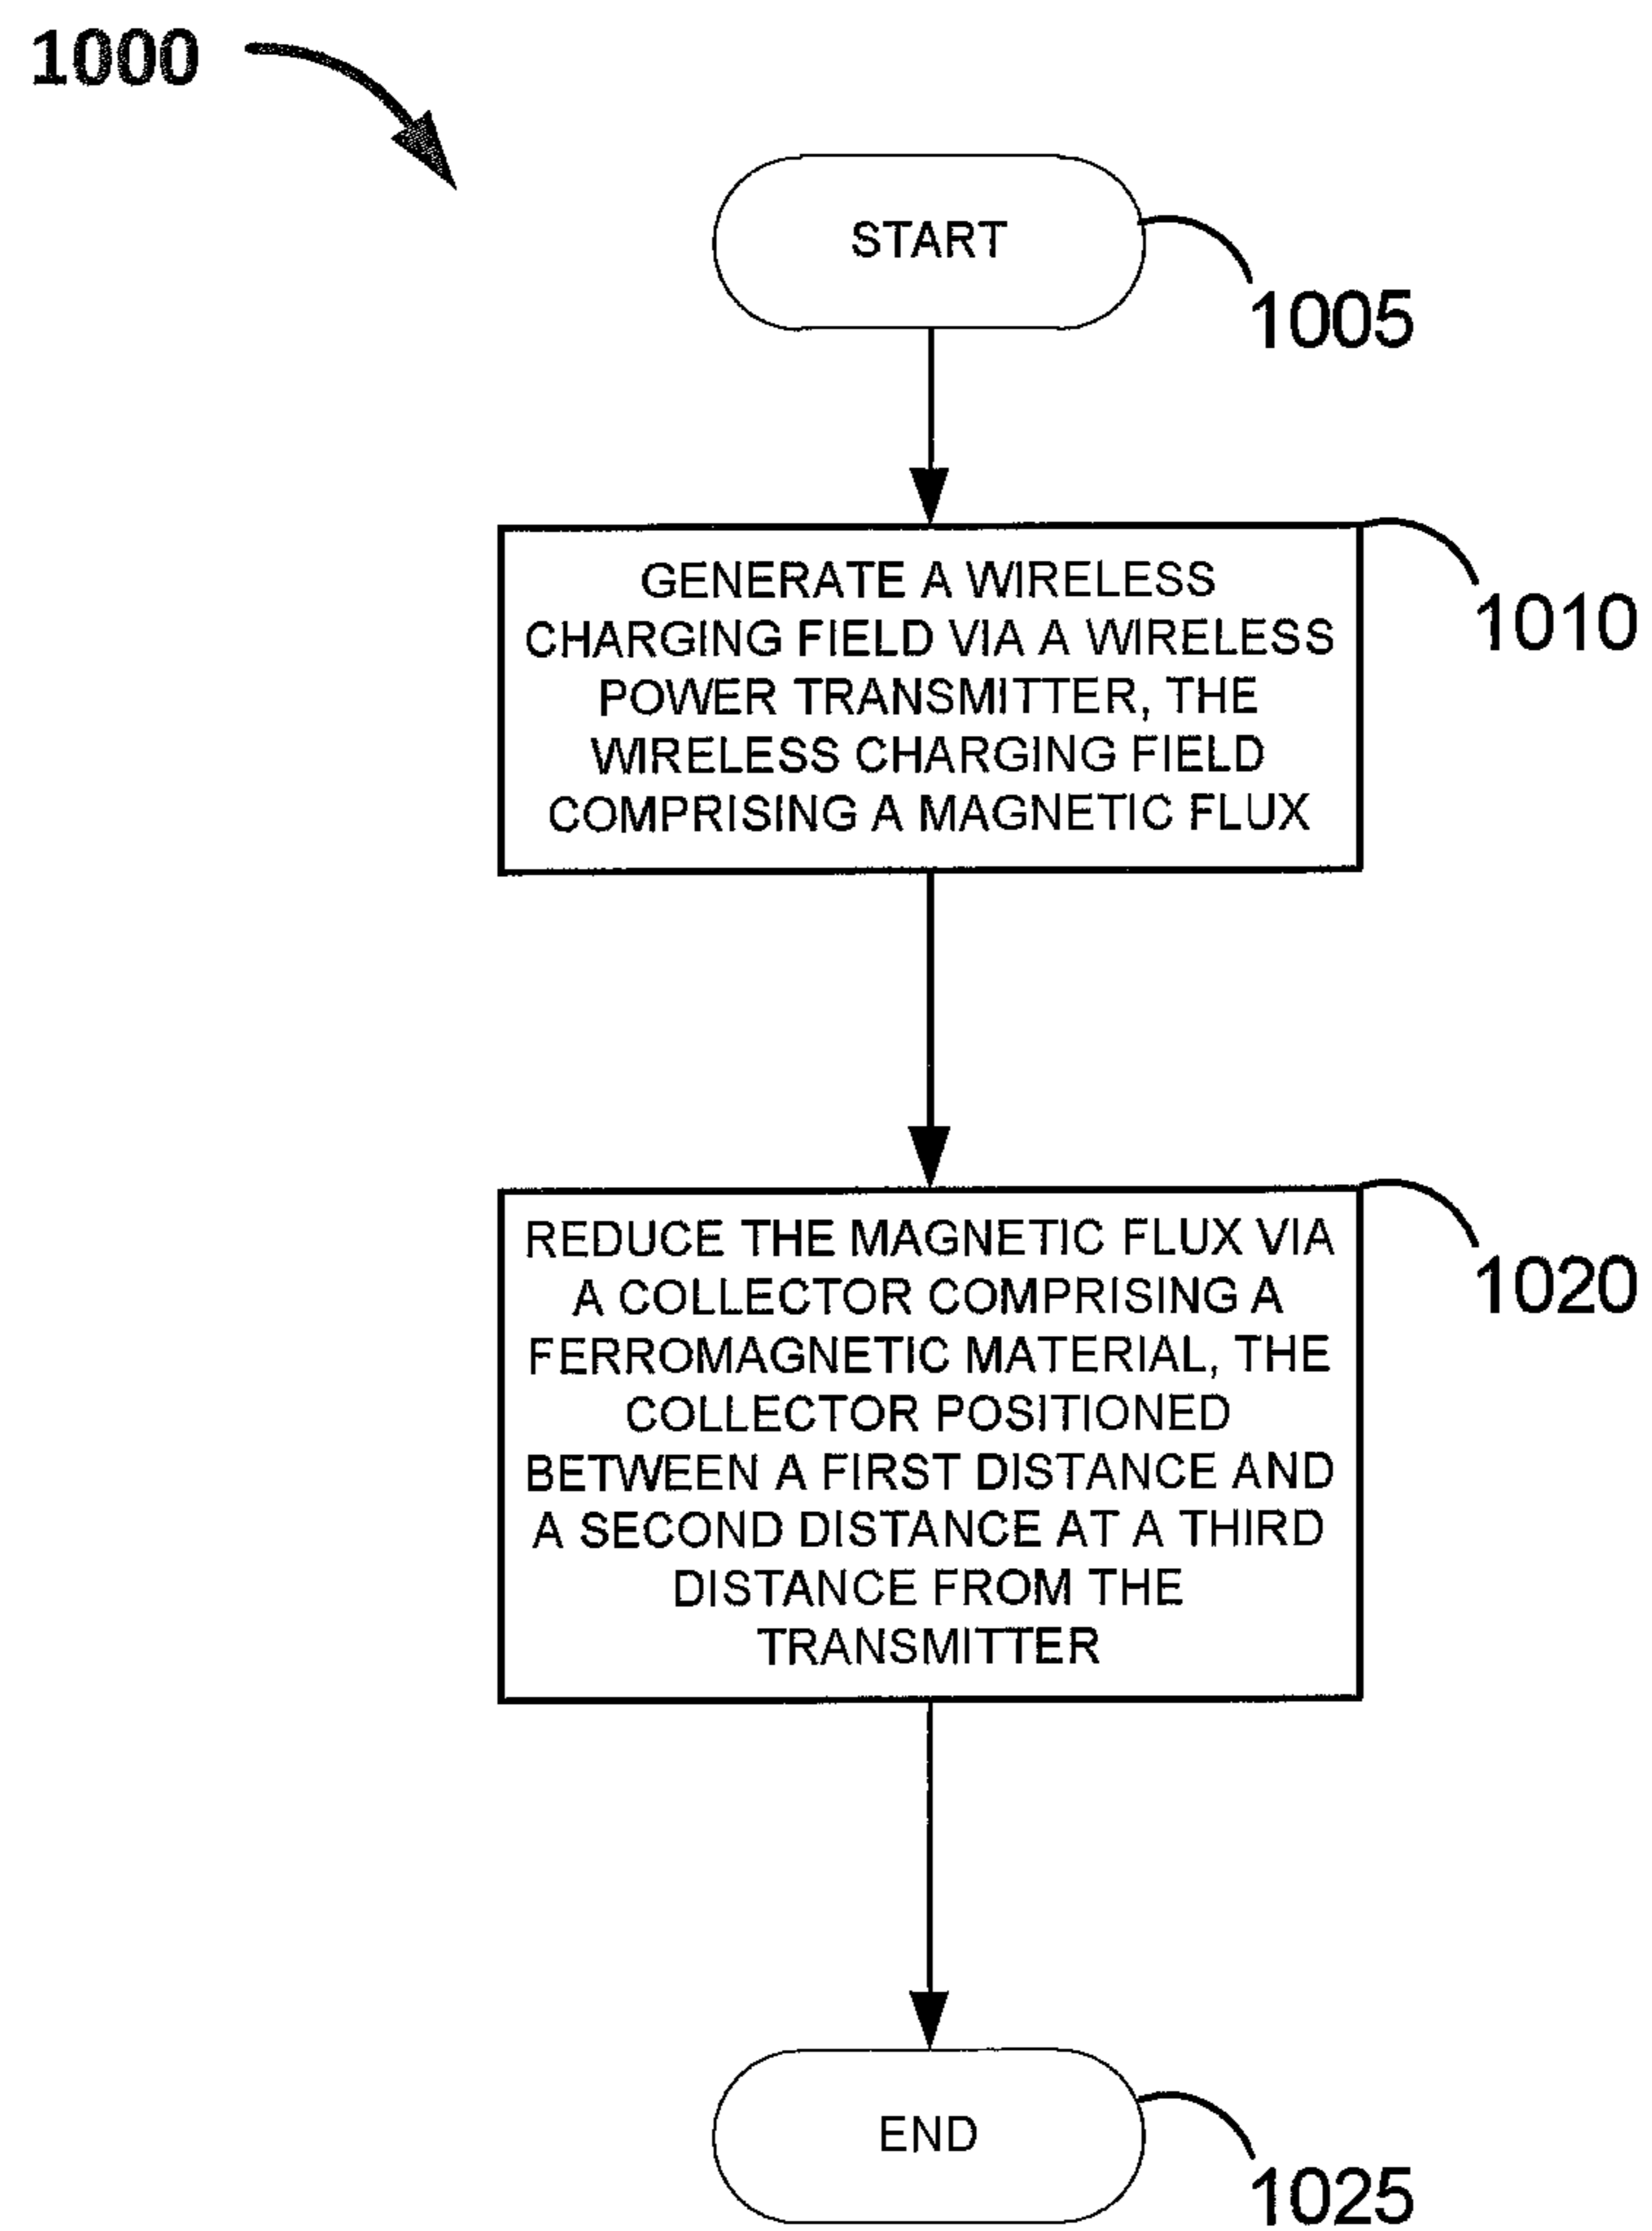 1000
START
1005
GENERATE A WIRELESS
CHARGING FIELD VIA A WIRELESS
POWER TRANSMITTER, THE
WIRELESS CHARGING FIELD
COMPRISING A MAGNETIC FLUX
1010
REDUCE THE MAGNETIC FLUX VIA
A COLLECTOR COMPRISING A
FERROMAGNETIC MATERIAL, THE
COLLECTOR POSITIONED
BETWEEN A FIRST DISTANCE AND
A SECOND DISTANCE AT A THIRD
DISTANCE FROM THE
TRANSMITTER
1020
END
1025